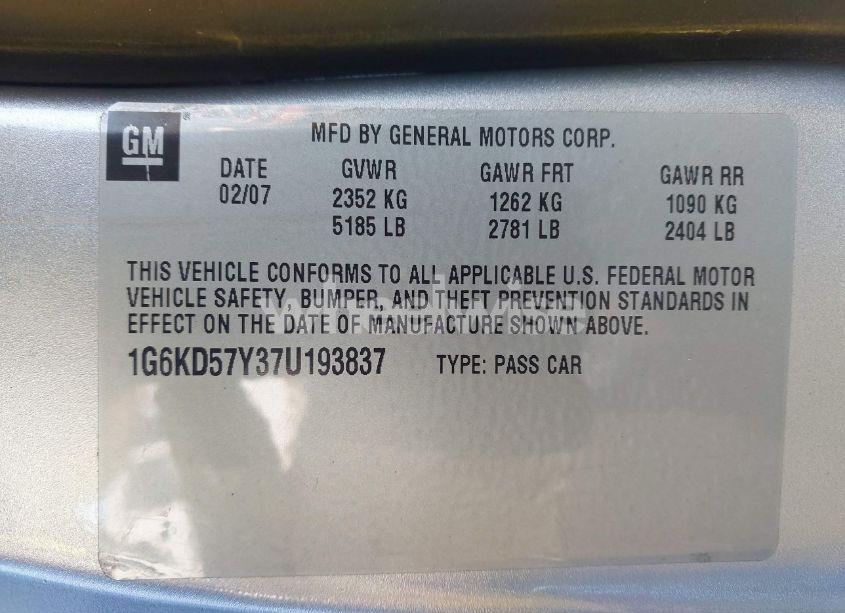 GM ®
MFD BY GENERAL MOTORS CORP.
DATE GVWR GAWR FRT GAWR RR
02/07 2352 KG 1262 KG 1090 KG
5185 LB 2781 LB 2404 LB
THIS VEHICLE CONFORMS TO ALL APPLICABLE U.S. FEDERAL MOTOR
VEHICLE SAFETY, BUMPER, AND THEFT PREVENTION STANDARDS IN
EFFECT ON THE DATE OF MANUFACTURE SHOWN ABOVE.
1G6KD57Y37U193837 TYPE: PASS CAR